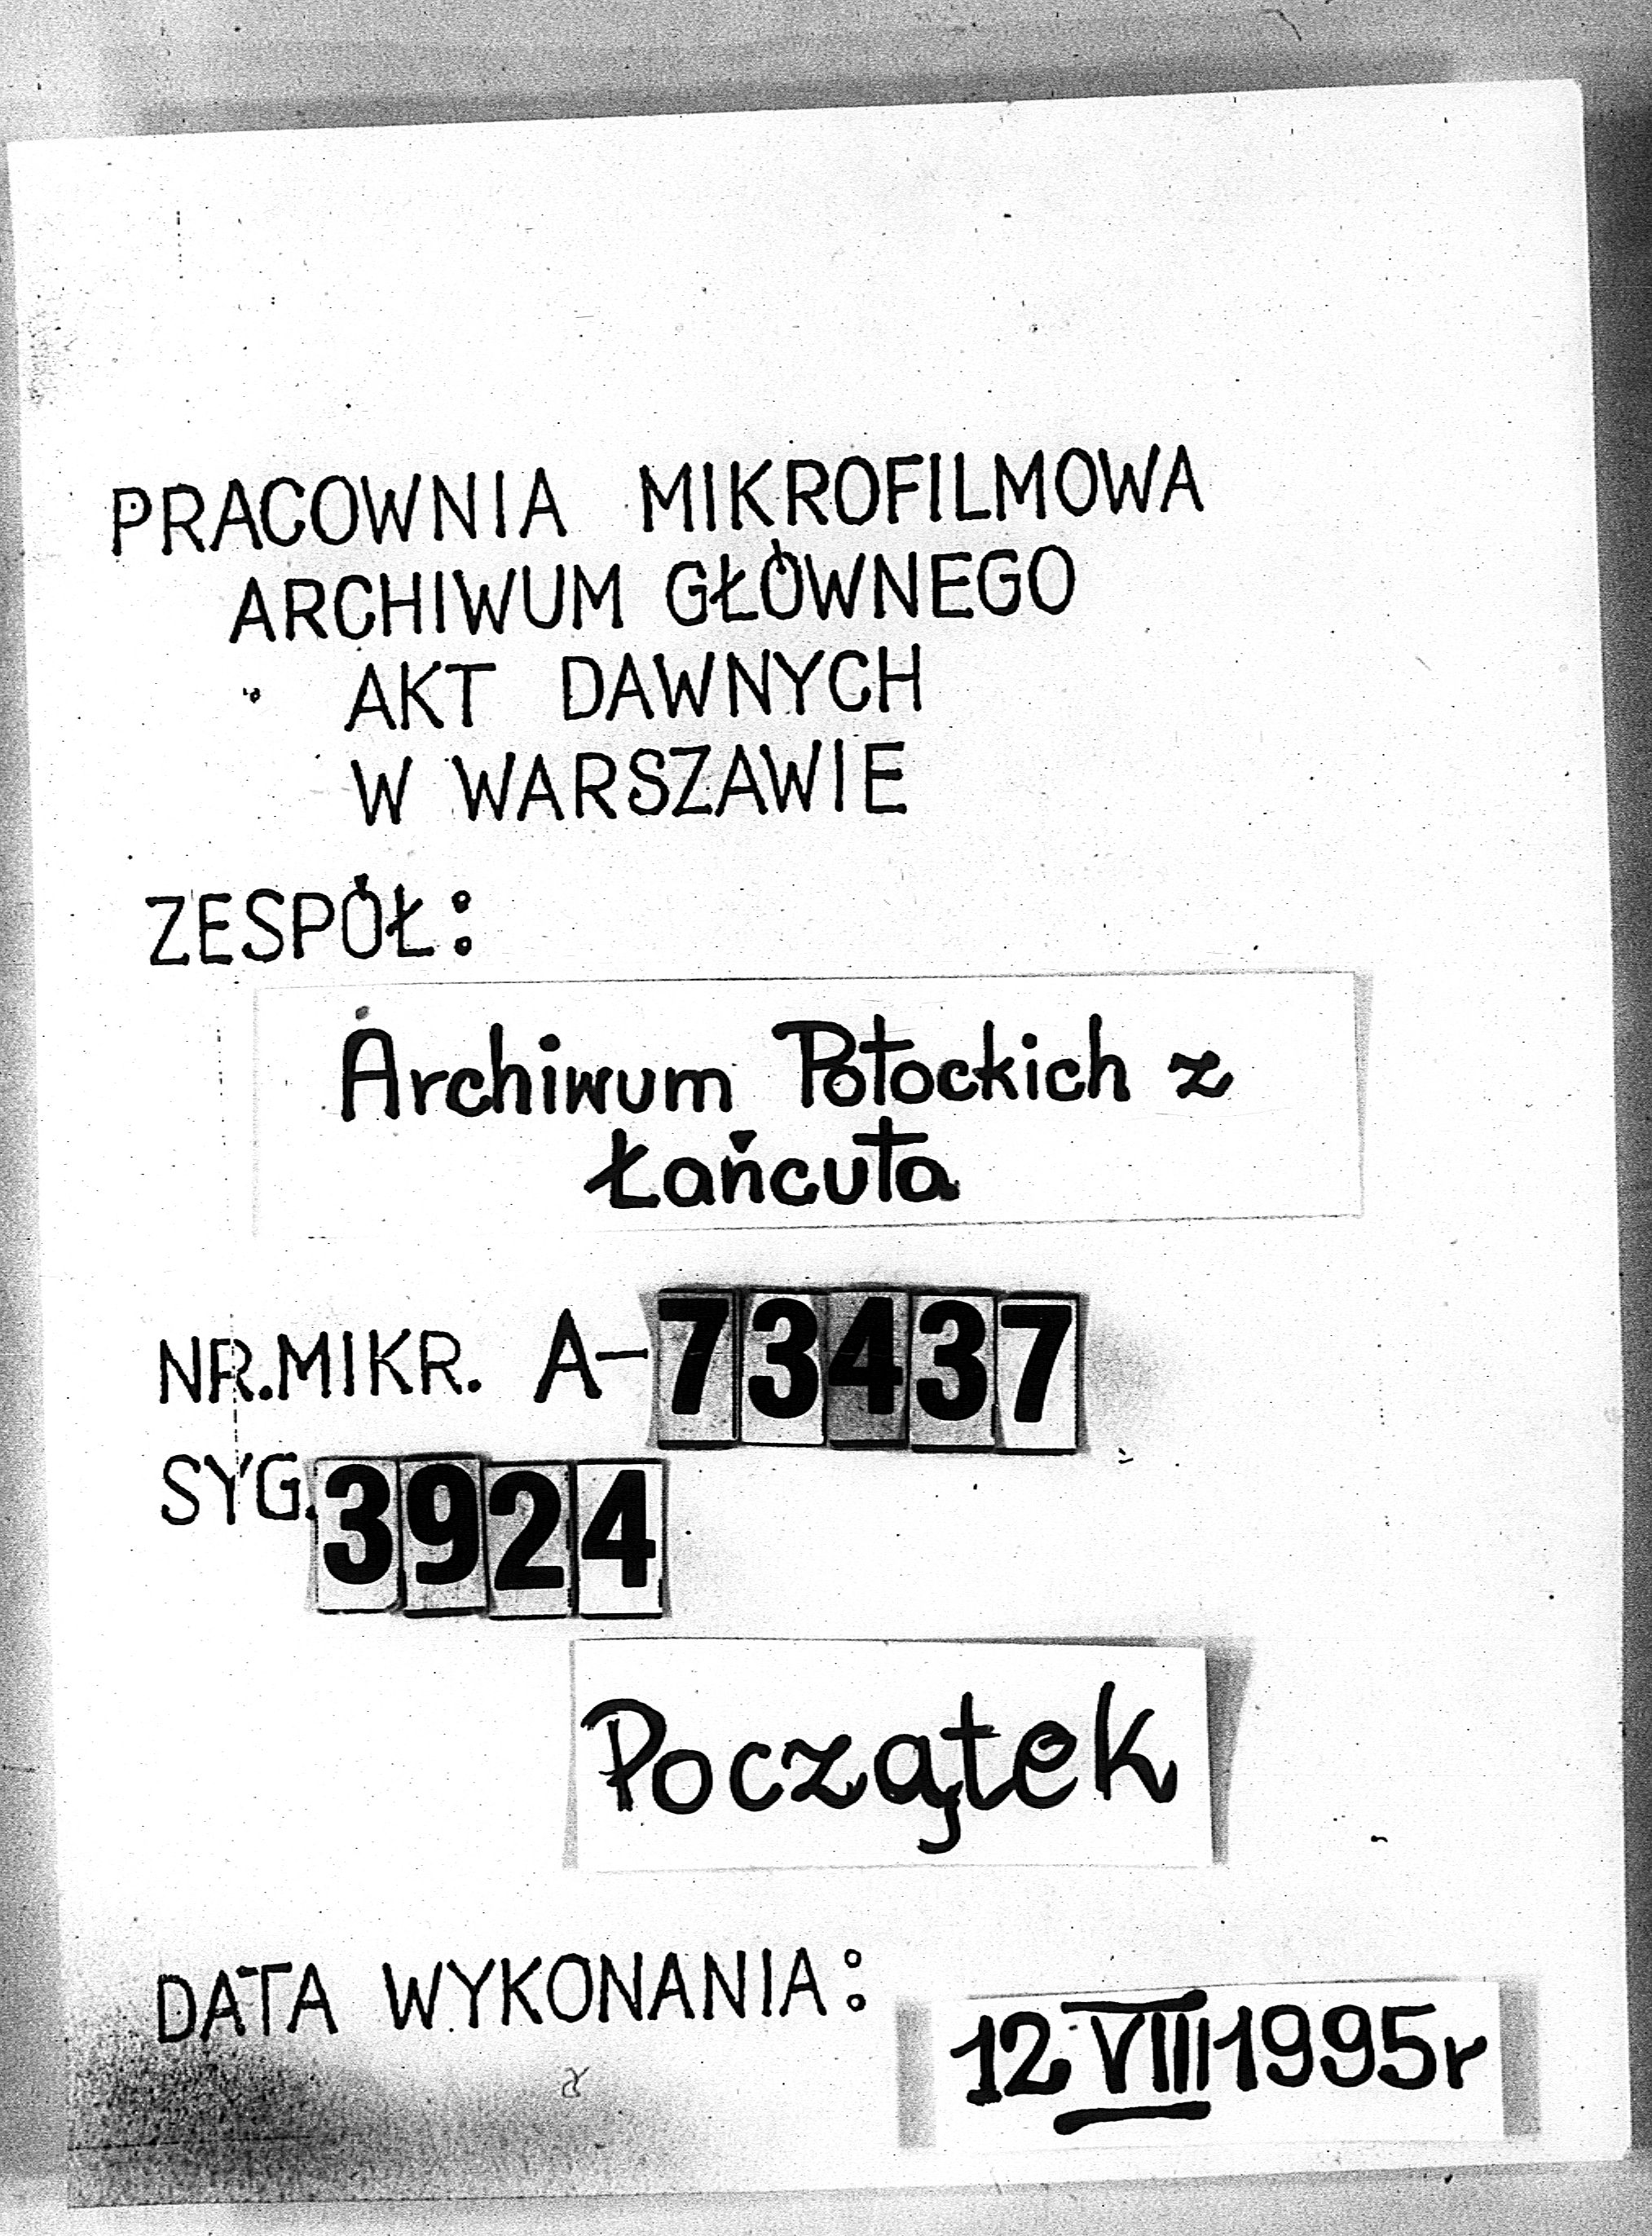 PRACOWNIA MIKROFILMOWA
ARCHIWUM GŁÓWNEGO
AKT DAWNYCH
W WARSZAWIE
ZESPÓŁ:
Archiwum Potockich z
Łańcuta
NR.MIKR. A-73437
SYG. 3924
Początek
DATA WYKONANIA: 12 VIII 1995r